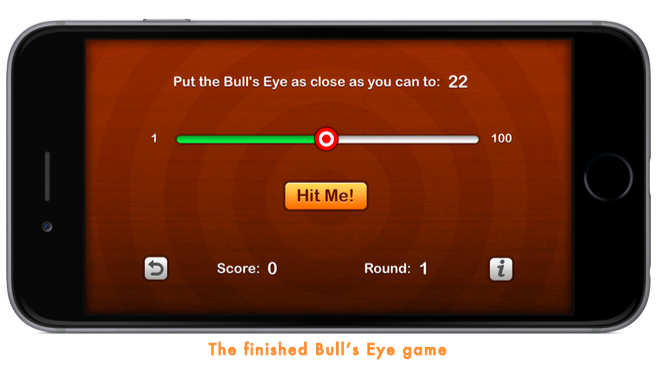 Put the Bull's Eye as close as you can to: 22
1 100
Hit Me!
Score: 0 Round: 1
The finished Bull's Eye game